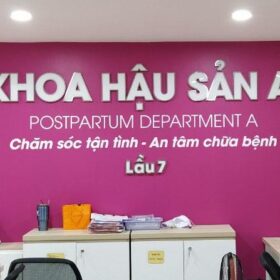 KHOA HẬU SẢN A
POSTPARTUM DEPARTMENT A
Chăm sóc tận tình - An tâm chữa bệnh
Lầu 7